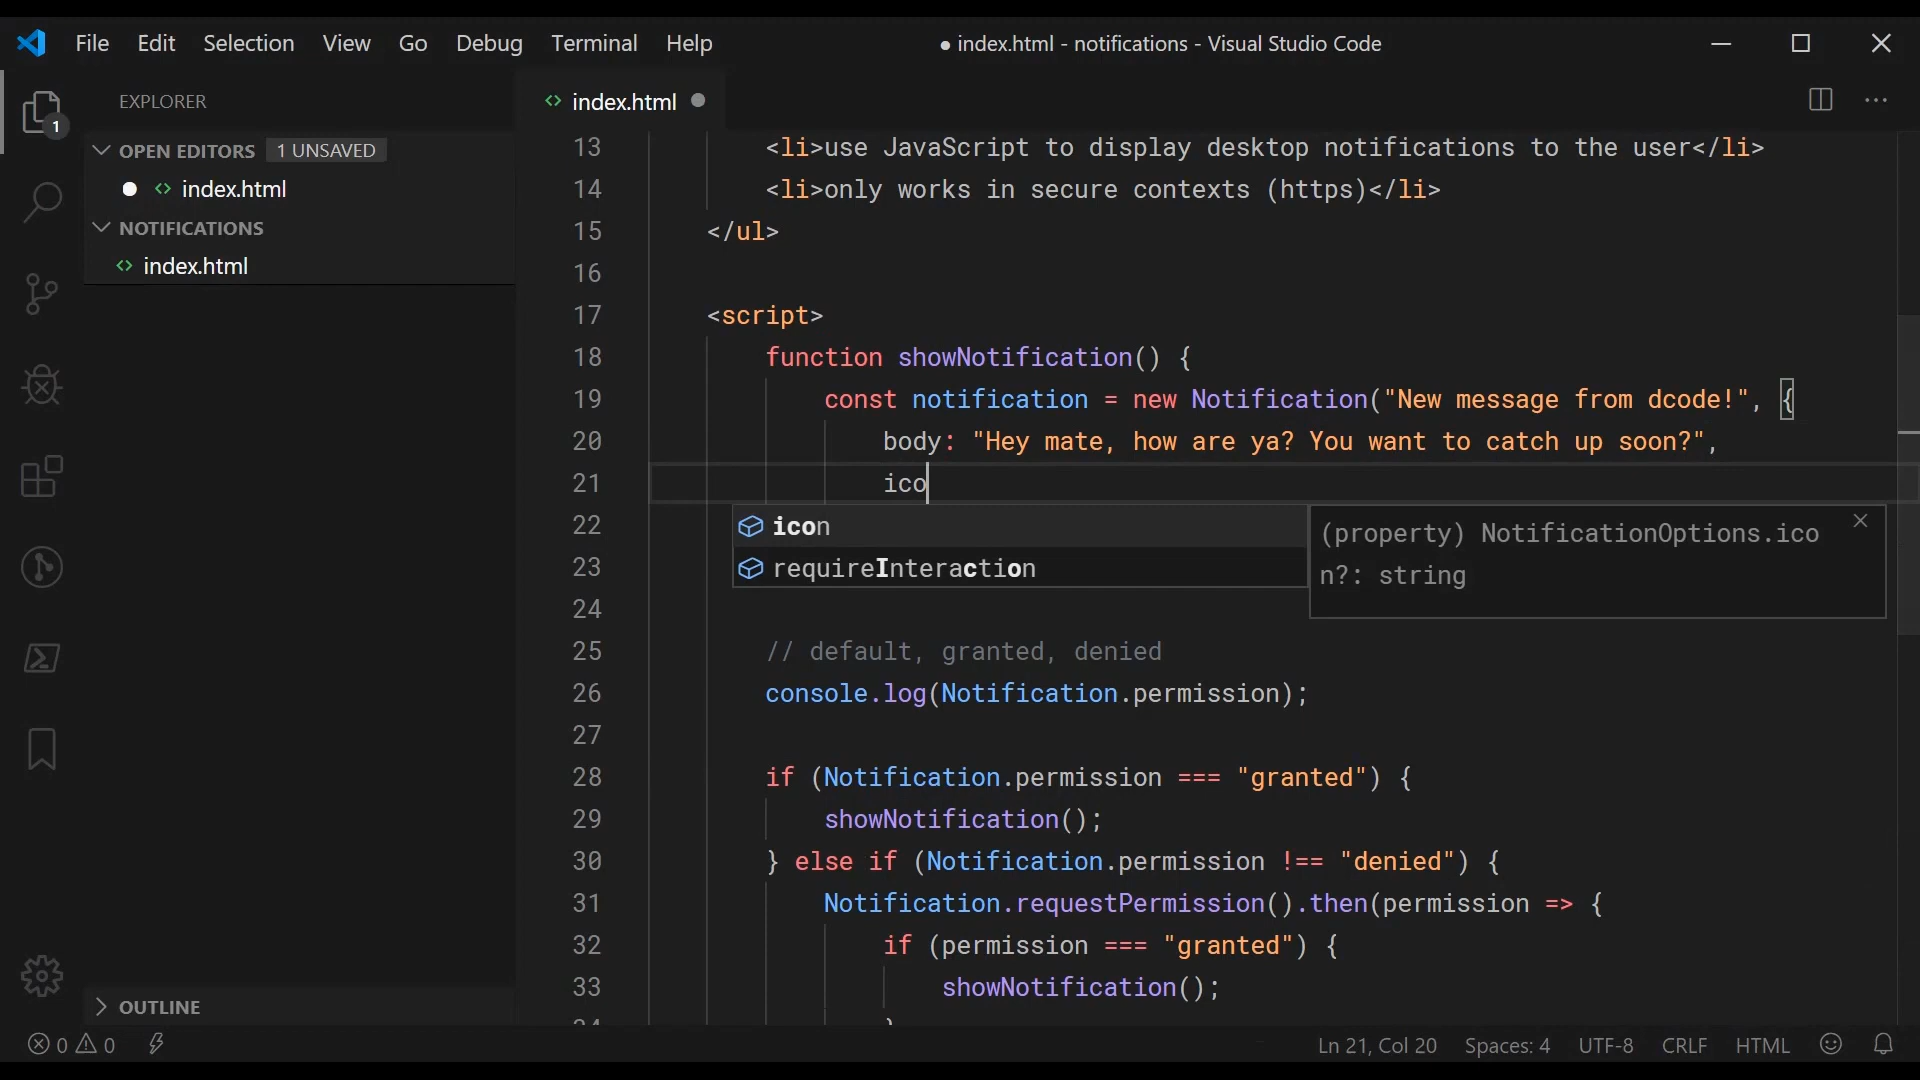 File Edit Selection View Go Debug Terminal Help
● index.html - notifications - Visual Studio Code
EXPLORER
1
OPEN EDITORS 1 UNSAVED
index.html
NOTIFICATIONS
index.html
OUTLINE
<> index.html
13 <li>use JavaScript to display desktop notifications to the user</li>
14 <li>only works in secure contexts (https)</li>
15 </ul>
16
17 <script>
18 function showNotification() {
19 const notification = new Notification("New message from dcode!", {
20 body: "Hey mate, how are ya? You want to catch up soon?",
21 ico
22 icon
23 requireInteraction
(property) NotificationOptions.ico
n?: string
24
25 // default, granted, denied
26 console.log(Notification.permission);
27
28 if (Notification.permission === "granted") {
29 showNotification();
30 } else if (Notification.permission !== "denied") {
31 Notification.requestPermission().then(permission => {
32 if (permission === "granted") {
33 showNotification();
0 0
Ln 21, Col 20 Spaces: 4 UTF-8 CRLF HTML